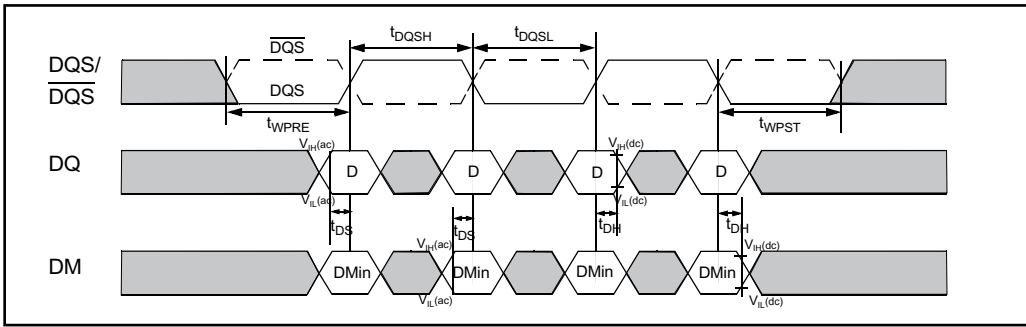 tDQSH tDQSL
DQS
DQS/
DQS DQS
tWPRE tWPST
VIH(ac) VIH(dc)
DQ D D D D
VIL(ac) VIL(dc)
tDS tDS tDH tDH
VIH(ac) VIH(dc)
DM DMin DMin DMin DMin
VIL(ac) VIL(dc)